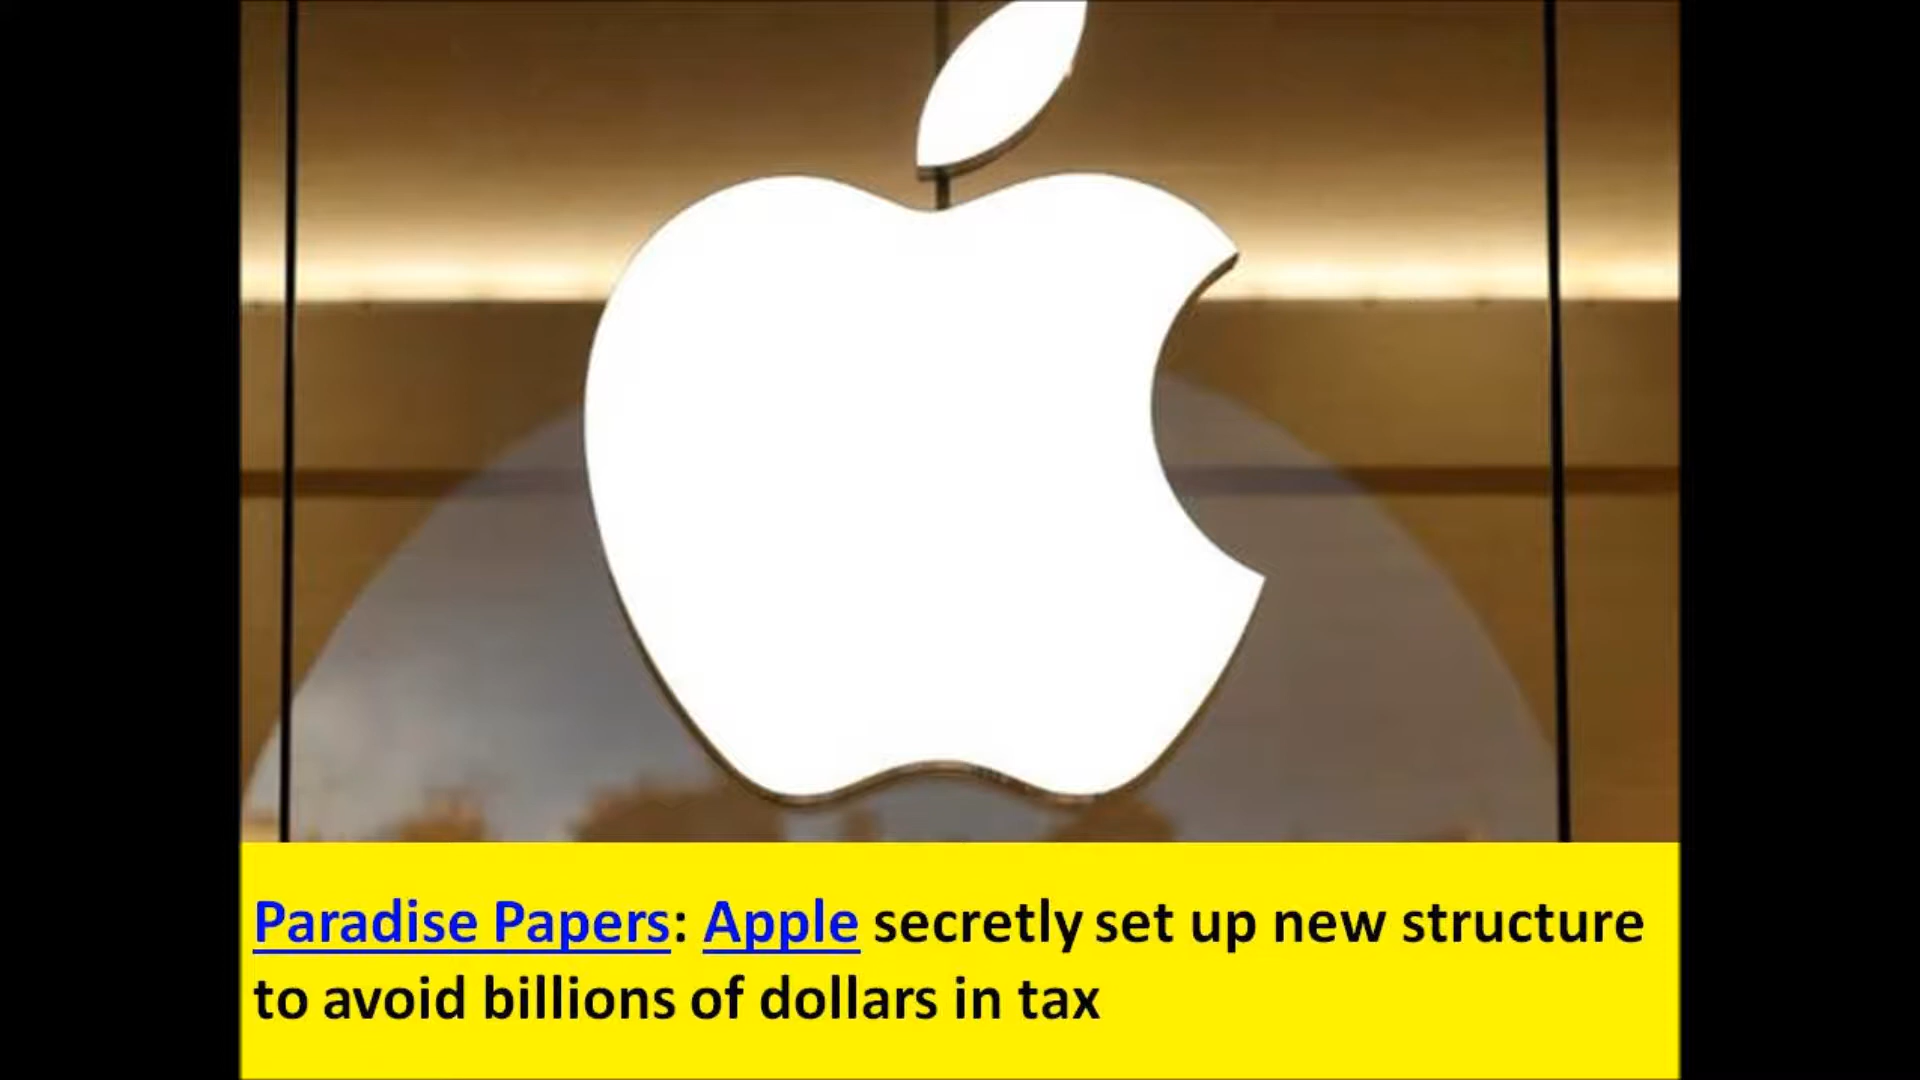 Paradise Papers: Apple secretly set up new structure
to avoid billions of dollars in tax